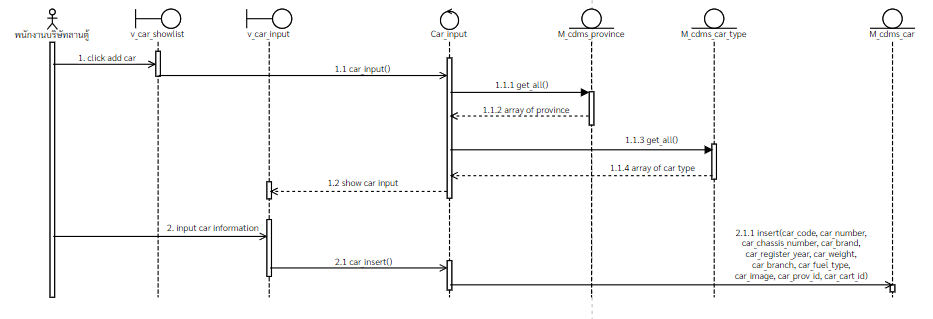 พนักงานบริษัทลานตู้
v_car_showlist
v_car_input
Car_input
M_cdms_province
M_cdms_car_type
M_cdms_car
1. click add car
1.1 car_input()
1.1.1 get_all()
1.1.2 array of province
1.1.3 get_all()
1.1.4 array of car type
1.2 show car input
2. input car information
2.1 car_insert()
2.1.1 insert(car_code, car_number,
car_chassis_number, car_brand,
car_register_year, car_weight,
car_branch, car_fuel_type,
car_image, car_prov_id, car_cart_id)